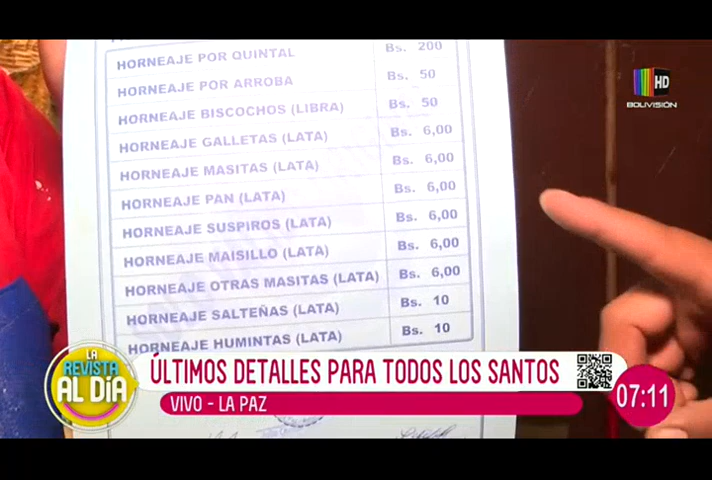 HORNEAJE POR QUINTAL Bs. 200
HORNEAJE POR ARROBA Bs. 50
HORNEAJE BISCOCHOS (LIBRA) Bs. 50
HORNEAJE GALLETAS (LATA) Bs. 6,00
HORNEAJE MASITAS (LATA) Bs. 6,00
HORNEAJE PAN (LATA) Bs. 6,00
HORNEAJE SUSPIROS (LATA) Bs. 6,00
HORNEAJE MAISILLO (LATA) Bs. 6,00
HORNEAJE OTRAS MASITAS (LATA) Bs. 6,00
HORNEAJE SALTEÑAS (LATA) Bs. 10
HORNEAJE HUMINTAS (LATA) Bs. 10
HD
BOLIVISIÓN
LA
REVISTA
AL DÍA
ÚLTIMOS DETALLES PARA TODOS LOS SANTOS
VIVO - LA PAZ
07:11